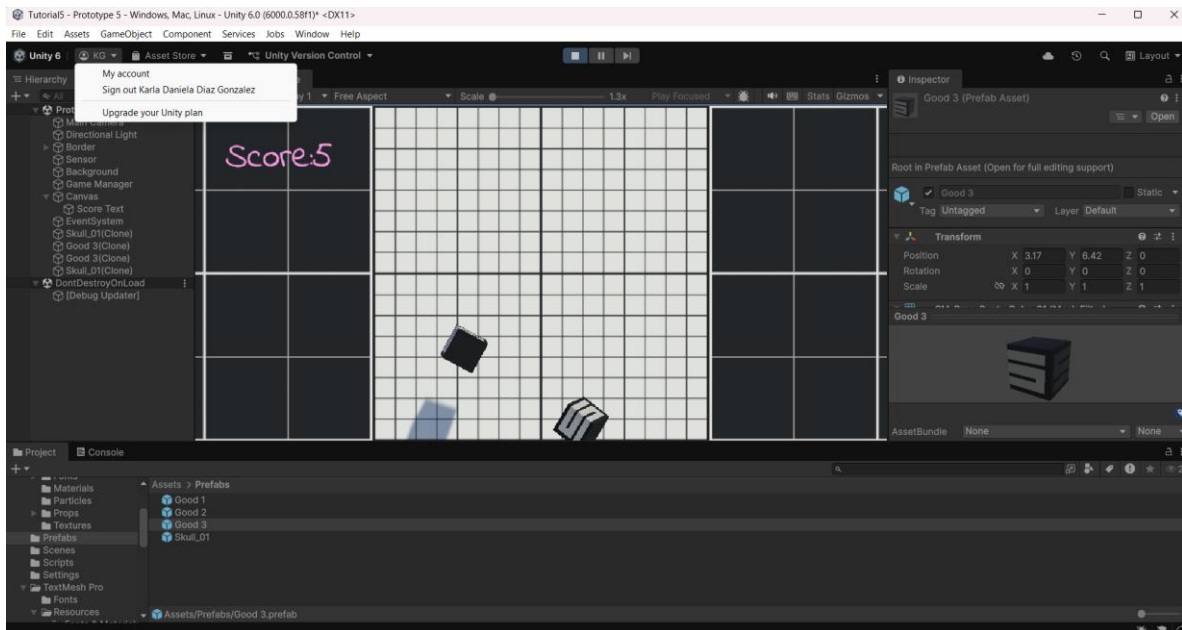 Tutorial5 - Prototype 5 - Windows, Mac, Linux - Unity 6.0 (6000.0.58f1)* <DX11>
File Edit Assets GameObject Component Services Jobs Window Help
Unity 6 KG Asset Store Unity Version Control Layout
My account
Sign out Karla Daniela Diaz Gonzalez
Upgrade your Unity plan
Hierarchy
All
Main Camera
Directional Light
Border
Sensor
Background
Game Manager
Canvas
Score Text
EventSystem
Skull_01(Clone)
Good 3(Clone)
Good 3(Clone)
Skull_01(Clone)
DontDestroyOnLoad
[Debug Updater]
Free Aspect Scale 1.3x Play Focused Stats Gizmos
Score:5
Inspector
Good 3 (Prefab Asset)
Open
Root in Prefab Asset (Open for full editing support)
Good 3 Static
Tag Untagged Layer Default
Transform
Position X 3.17 Y 6.42 Z 0
Rotation X 0 Y 0 Z 0
Scale X 1 Y 1 Z 1
Good 3
AssetBundle None None
Project Console
Materials
Particles
Props
Textures
Prefabs
Scenes
Scripts
Settings
TextMesh Pro
Fonts
Resources
Assets > Prefabs
Good 1
Good 2
Good 3
Skull_01
Assets/Prefabs/Good 3.prefab